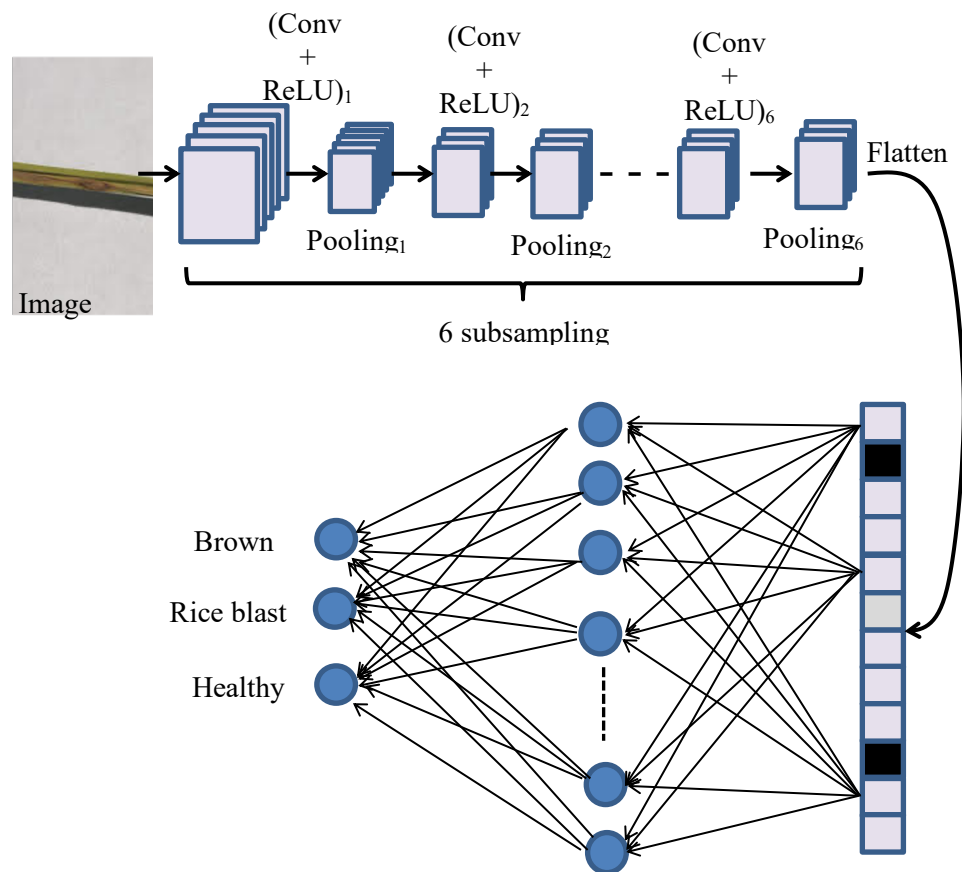 (Conv
+
ReLU)₁
(Conv
+
ReLU)₂
(Conv
+
ReLU)₆
Flatten
Pooling₁
Pooling₂
Pooling₆
Image
6 subsampling
Brown
Rice blast
Healthy